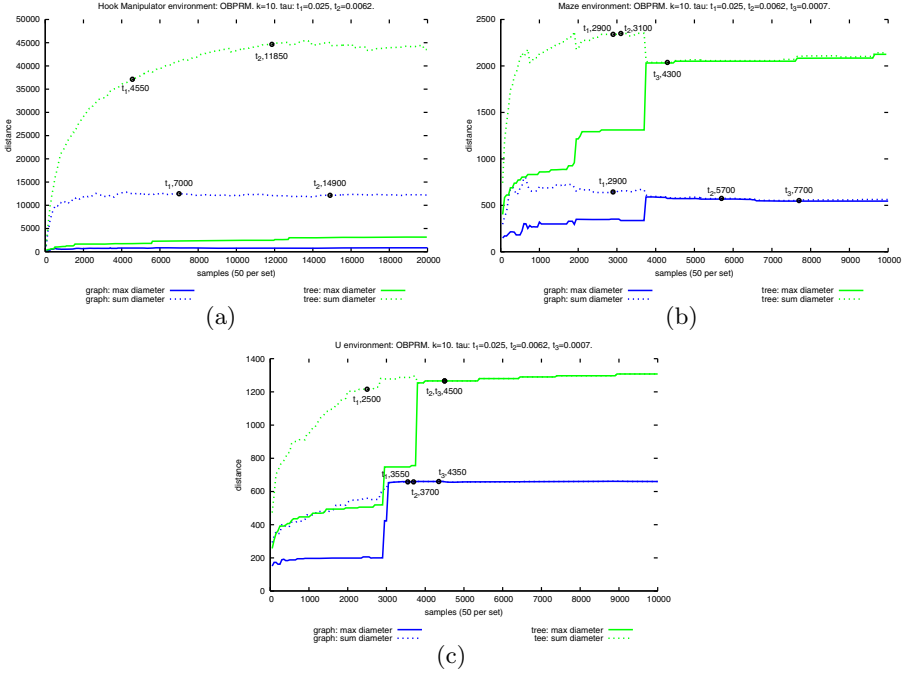 Hook Manipulator environment: OBPRM. k=10. tau: t1=0.025, t2=0.0062.
50000
45000
40000
35000
30000
25000
20000
15000
10000
5000
0
distance
t1,4550
t2,11850
t1,7000
t2,14900
0 2000 4000 6000 8000 10000 12000 14000 16000 18000 20000
samples (50 per set)
graph: max diameter
graph: sum diameter
tree: max diameter
tree: sum diameter
(a)
Maze environment: OBPRM. k=10. tau: t1=0.025, t2=0.0062, t3=0.0007.
2500
2000
1500
1000
500
0
distance
t1,2900
t2,3100
t3,4300
t1,2900
t2,5700
t3,7700
0 1000 2000 3000 4000 5000 6000 7000 8000 9000 10000
samples (50 per set)
graph: max diameter
graph: sum diameter
tree: max diameter
tree: sum diameter
(b)
U environment: OBPRM. k=10. tau: t1=0.025, t2=0.0062, t3=0.0007.
1400
1200
1000
800
600
400
200
0
distance
t1,2500
t2,t3,4500
t1,3550
t3,4350
t2,3700
0 1000 2000 3000 4000 5000 6000 7000 8000 9000 10000
samples (50 per set)
graph: max diameter
graph: sum diameter
tree: max diameter
tee: sum diameter
(c)